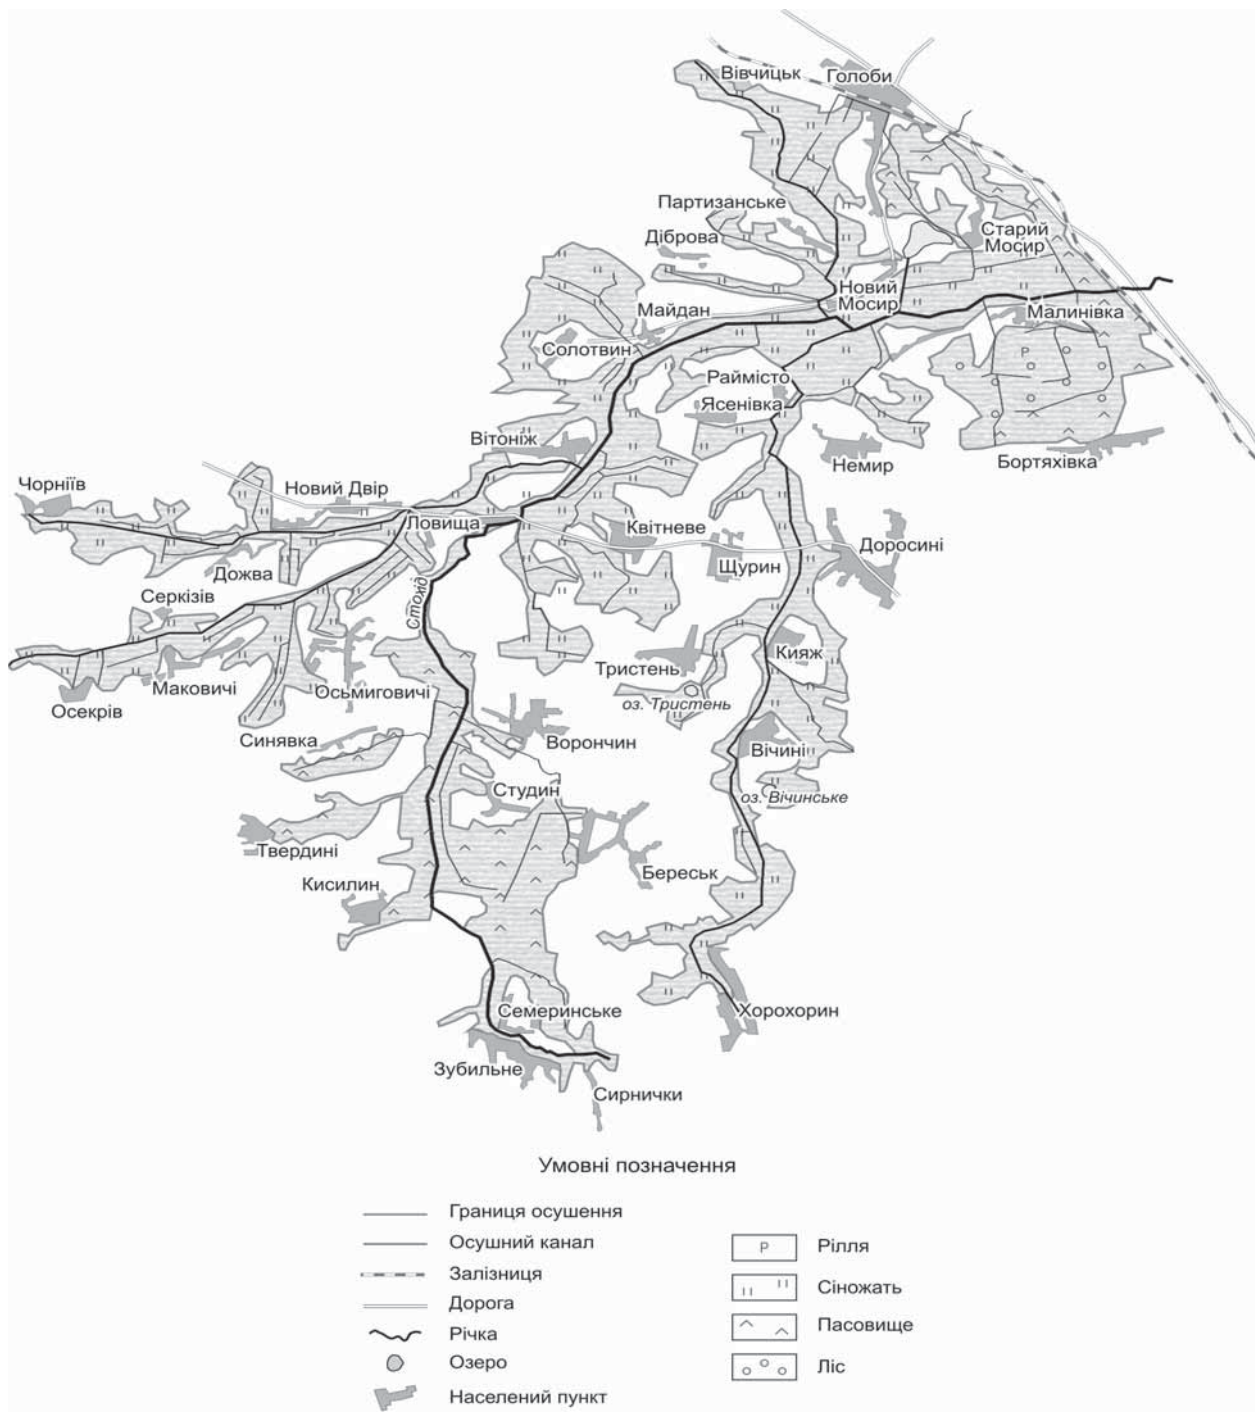 Вівчицьк
Голоби
Партизанське
Діброва
Старий
Мосир
Новий
Мосир
Майдан
Малинівка
Солотвин
Раймісто
Ясенівка
Вітоніж
Немир
Бортяхівка
Чорніїв
Новий Двір
Ловища
Квітневе
Доросині
Щурин
Дожва
Серкізів
Стохід
Тристень
Кияж
Маковичі
Осьмиговичі
Осекрів
оз. Тристень
Синявка
Ворончин
Вічині
Студин
оз. Вічинське
Твердині
Береськ
Кисилин
Семеринське
Хорохорин
Зубильне
Сирнички
Умовні позначення
Границя осушення
Осушний канал
Залізниця
Дорога
Річка
Озеро
Населений пункт
Р Рілля
Сіножать
Пасовище
Ліс
Р